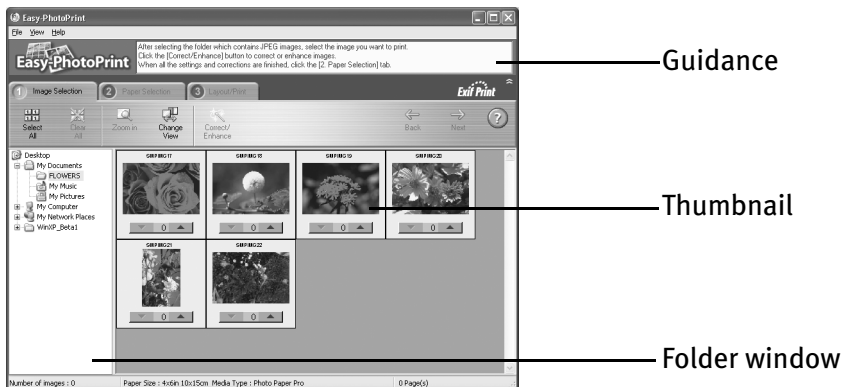 Easy-PhotoPrint
File View Help
Easy-PhotoPrint
After selecting the folder which contains JPEG images, select the image you want to print.
Click the [Correct/Enhance] button to correct or enhance images.
When all the settings and corrections are finished, click the [2. Paper Selection] tab.
Guidance
1 Image Selection 2 Paper Selection 3 Layout/Print Exif Print
Select All
Clear All
Zoom in
Change View
Correct/ Enhance
Back
Next
?
Desktop
My Documents
FLOWERS
My Music
My Pictures
My Computer
My Network Places
WinXP_Beta1
0
0
0
0
Thumbnail
0
0
Folder window
Number of images : 0 Paper Size : 4x6in 10x15cm Media Type : Photo Paper Pro 0 Page(s)